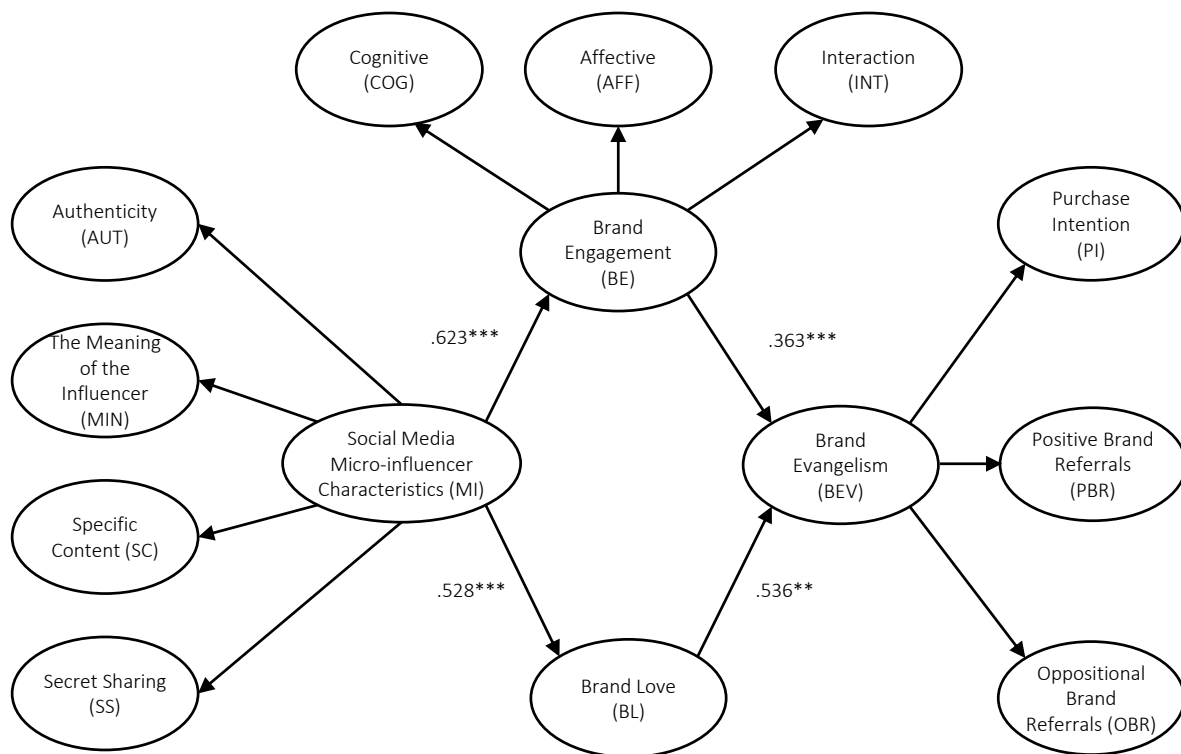 Cognitive
(COG)
Affective
(AFF)
Interaction
(INT)
Authenticity
(AUT)
Brand
Engagement
(BE)
Purchase
Intention
(PI)
The Meaning
of the
Influencer
(MIN)
.623***
.363***
Social Media
Micro-influencer
Characteristics (MI)
Brand
Evangelism
(BEV)
Positive Brand
Referrals
(PBR)
Specific
Content (SC)
.528***
.536**
Secret Sharing
(SS)
Brand Love
(BL)
Oppositional
Brand
Referrals (OBR)